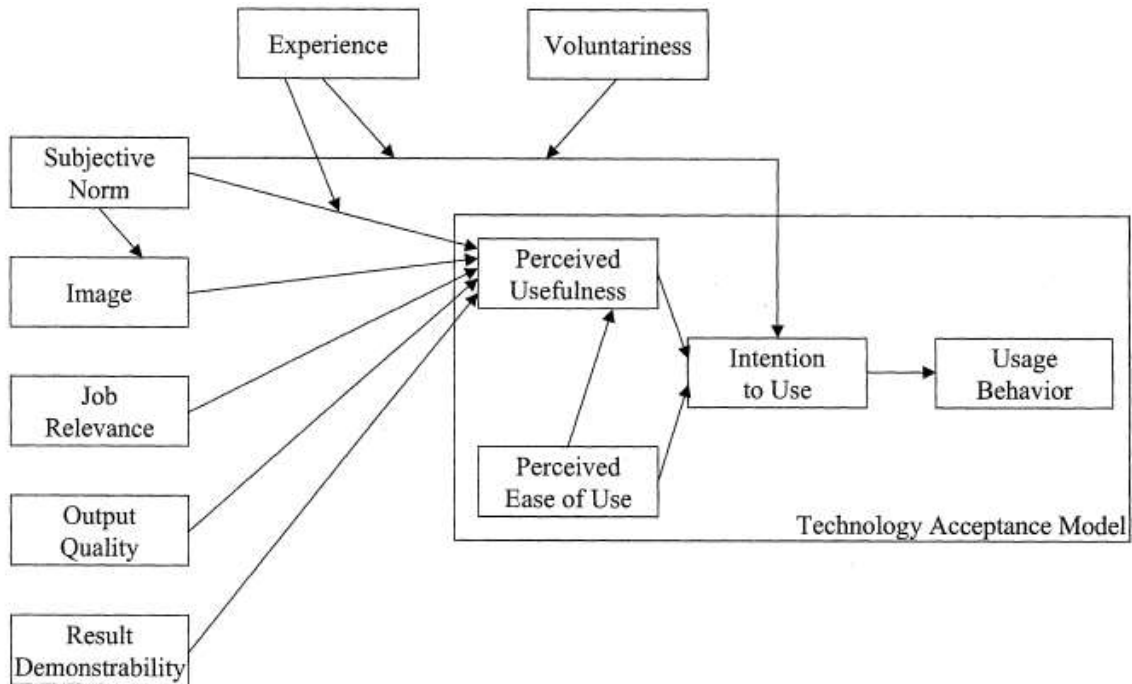 Experience
Voluntariness
Subjective
Norm
Image
Job
Relevance
Output
Quality
Result
Demonstrability
Perceived
Usefulness
Perceived
Ease of Use
Intention
to Use
Usage
Behavior
Technology Acceptance Model